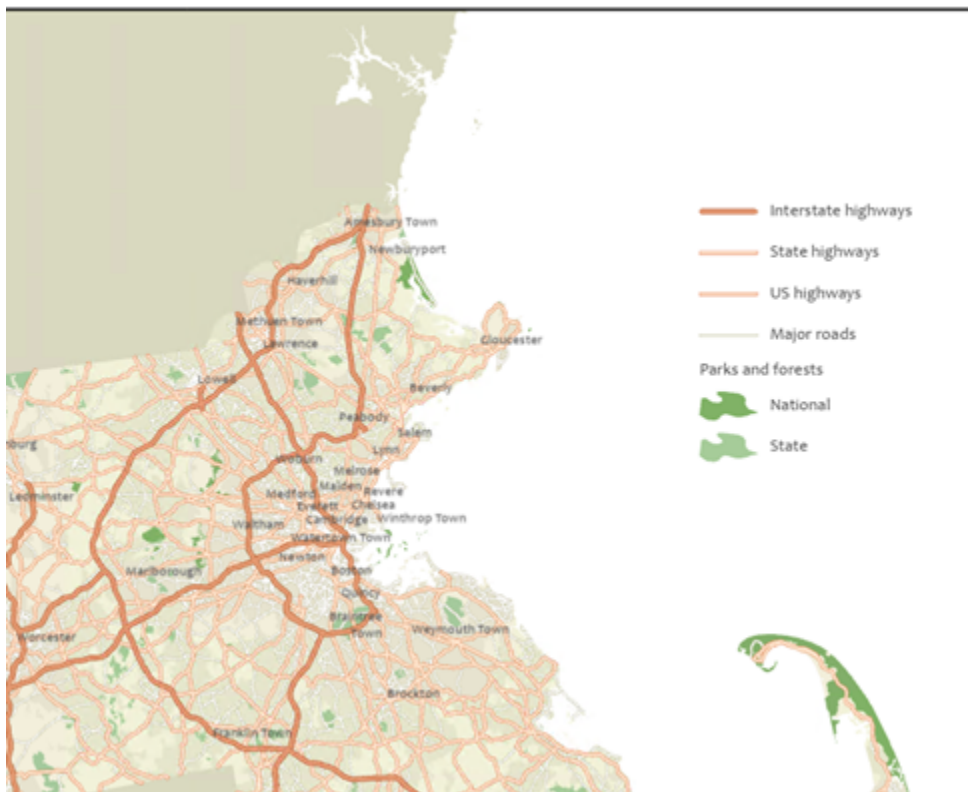 Amesbury Town
Newburyport
Interstate highways
State highways
Haverhill
US highways
Methuen Town
Major roads
Lawrence
Gloucester
Parks and forests
Lowell
Beverly
National
Peabody
Salem
State
nburg
Lynn
Woburn
Melrose
Malden
Medford
Revere
Leominster
Everett
Chelsea
Cambridge
Winthrop Town
Waltham
Watertown Town
Newton
Marlborough
Boston
Quincy
Braintree
Town
Weymouth Town
Worcester
Brockton
Franklin Town